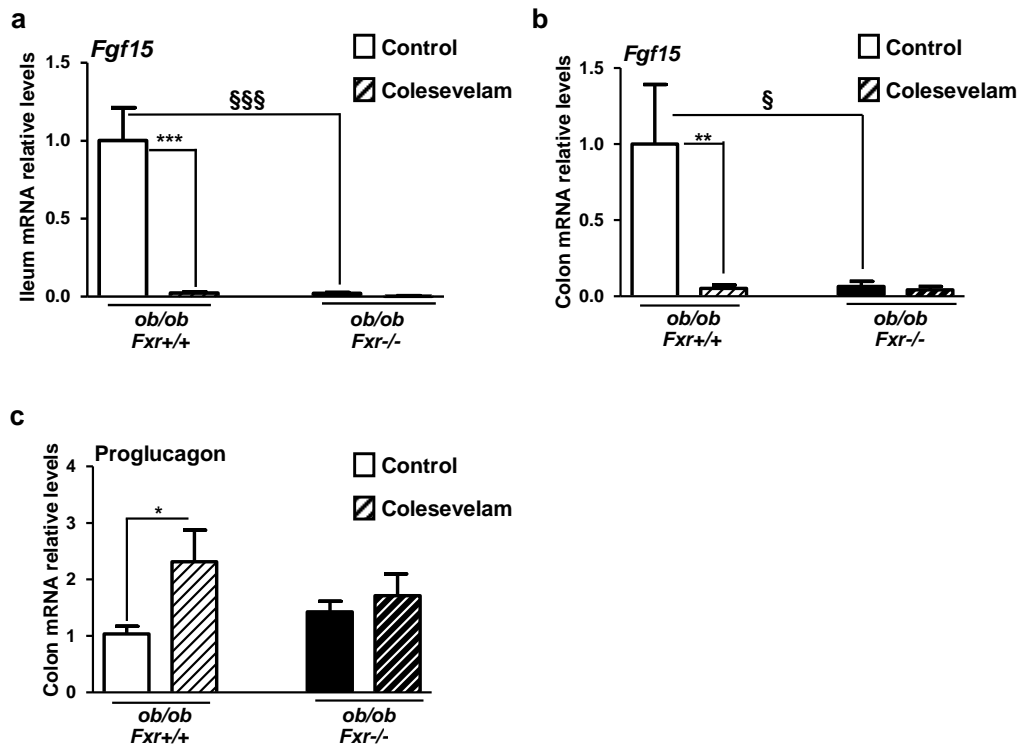 a
Fgf15
Control
Colesevelam
Ileum mRNA relative levels
1.5
1.0
0.5
0.0
§§§
***
ob/ob
Fxr+/+
ob/ob
Fxr-/-
b
Fgf15
Control
Colesevelam
Colon mRNA relative levels
1.5
1.0
0.5
0.0
§
**
ob/ob
Fxr+/+
ob/ob
Fxr-/-
c
Proglucagon
Control
Colesevelam
Colon mRNA relative levels
4
3
2
1
0
*
ob/ob
Fxr+/+
ob/ob
Fxr-/-